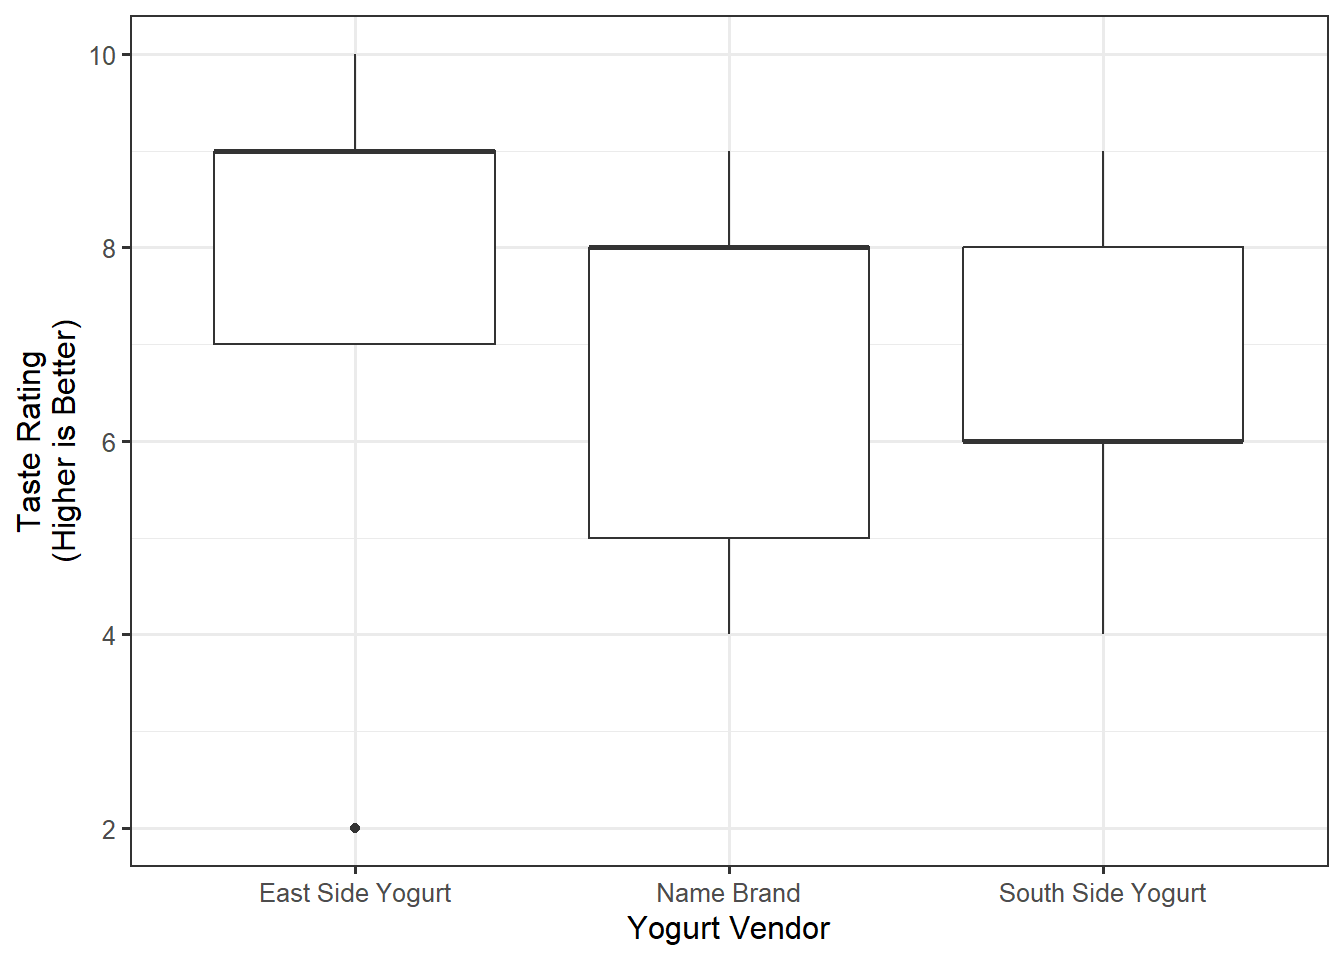 10
8
6
4
2
Taste Rating
(Higher is Better)
East Side Yogurt
Name Brand
South Side Yogurt
Yogurt Vendor